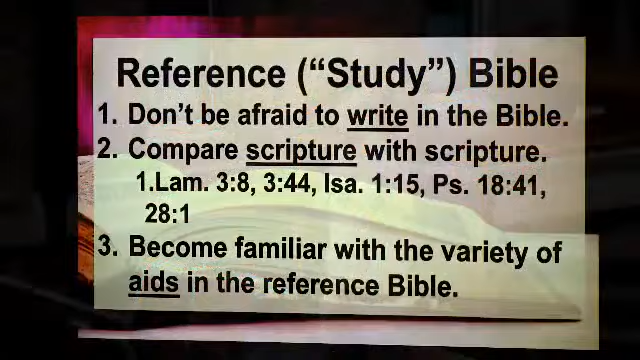 Reference (“Study”) Bible
1. Don’t be afraid to write in the Bible.
2. Compare scripture with scripture.
1.Lam. 3:8, 3:44, Isa. 1:15, Ps. 18:41,
28:1
3. Become familiar with the variety of
aids in the reference Bible.